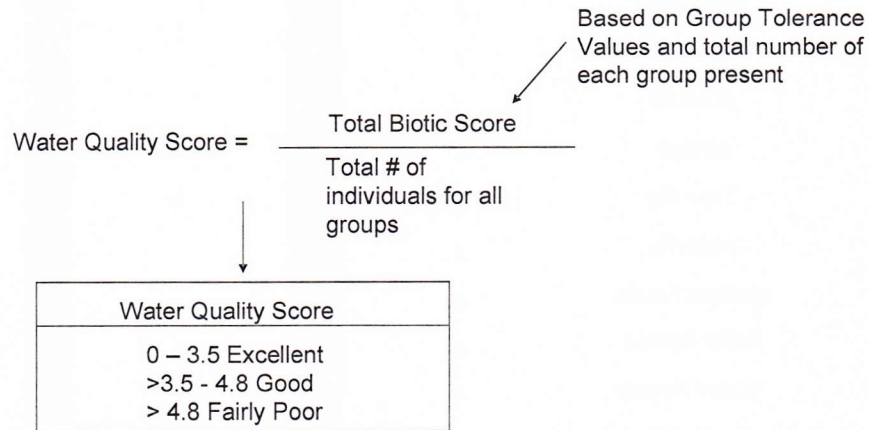 Based on Group Tolerance
Values and total number of
each group present
Water Quality Score =
Total Biotic Score
Total # of
individuals for all
groups
Water Quality Score
0 – 3.5 Excellent
>3.5 - 4.8 Good
> 4.8 Fairly Poor